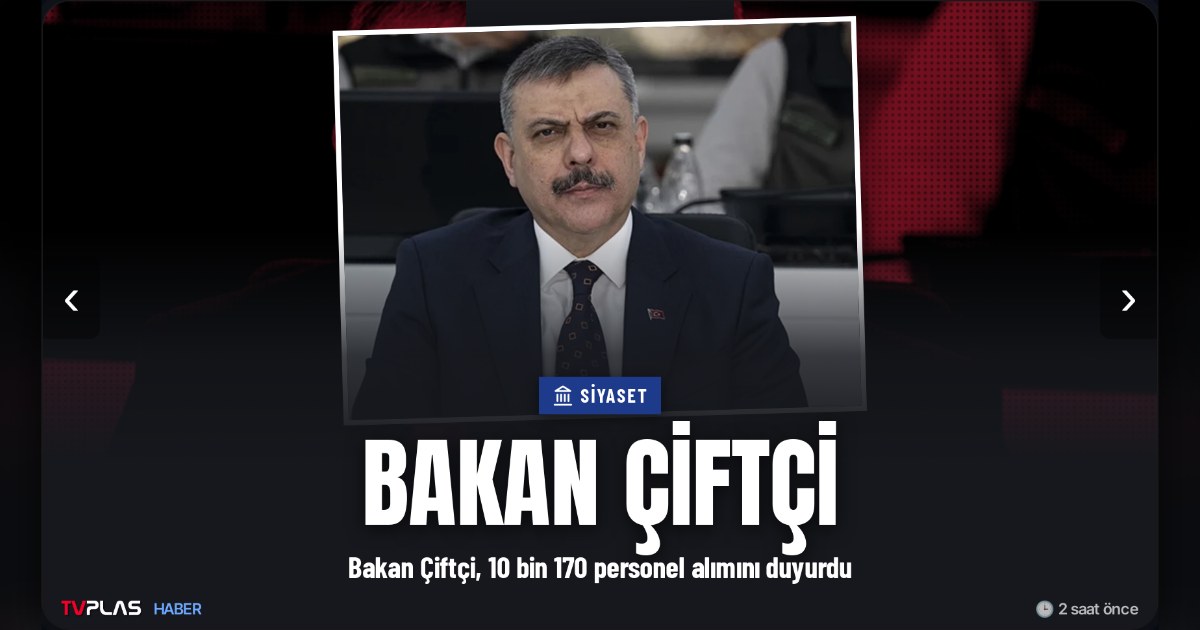 SİYASET
BAKAN ÇİFTÇİ
Bakan Çiftçi, 10 bin 170 personel alımını duyurdu
TVPLAS HABER
2 saat önce